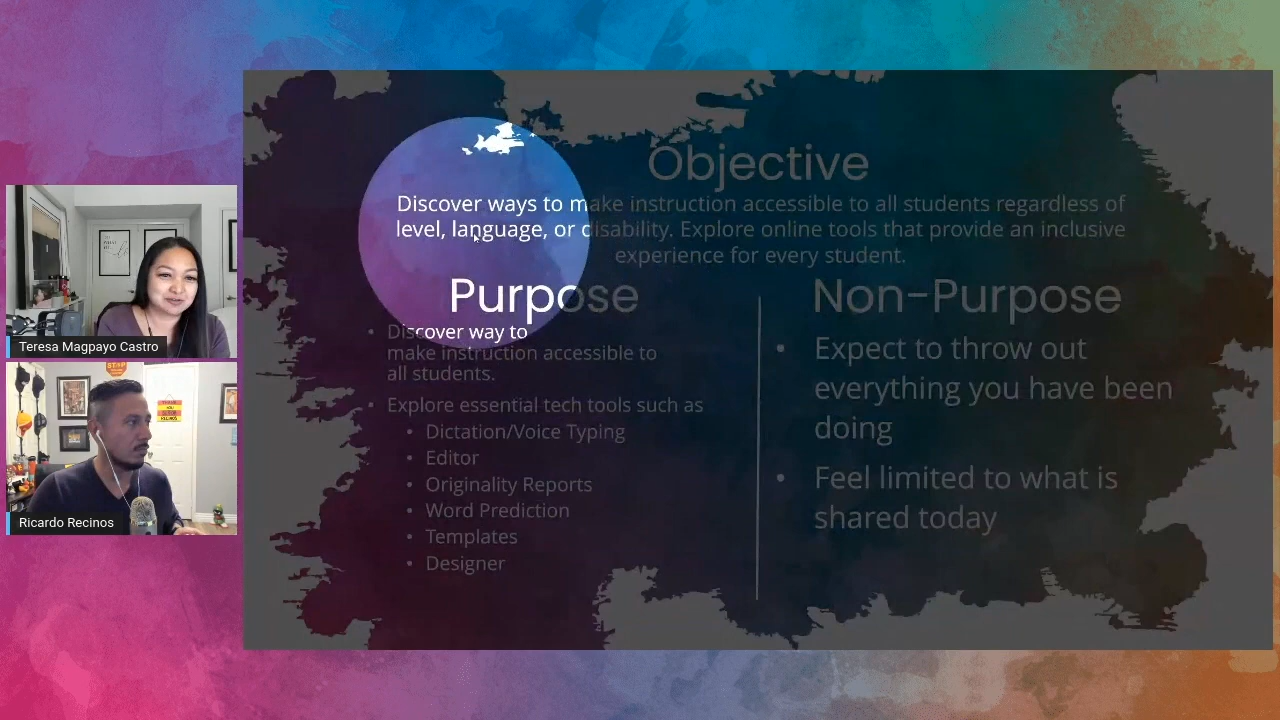 Objective
Discover ways to make instruction accessible to all students regardless of
level, language, or disability. Explore online tools that provide an inclusive
experience for every student.
Purpose
• Discover way to
make instruction accessible to
all students.
• Explore essential tech tools such as
• Dictation/Voice Typing
• Editor
• Originality Reports
• Word Prediction
• Templates
• Designer
Non-Purpose
• Expect to throw out
everything you have been
doing
• Feel limited to what is
shared today
Teresa Magpayo Castro
STOP
Ricardo Recinos